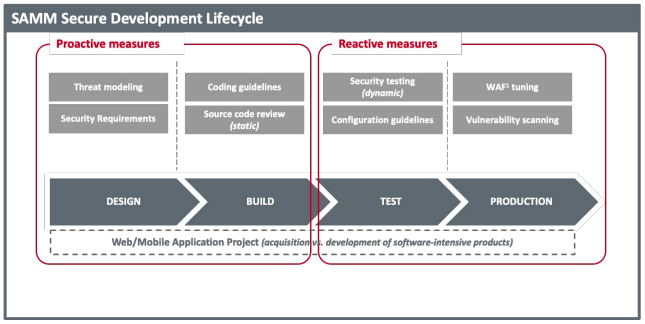 SAMM Secure Development Lifecycle
Proactive measures
Reactive measures
Threat modeling
Coding guidelines
Security testing
(dynamic)
WAF¹ tuning
Security Requirements
Source code review
(static)
Configuration guidelines
Vulnerability scanning
DESIGN
BUILD
TEST
PRODUCTION
Web/Mobile Application Project (acquisition vs. development of software-intensive products)